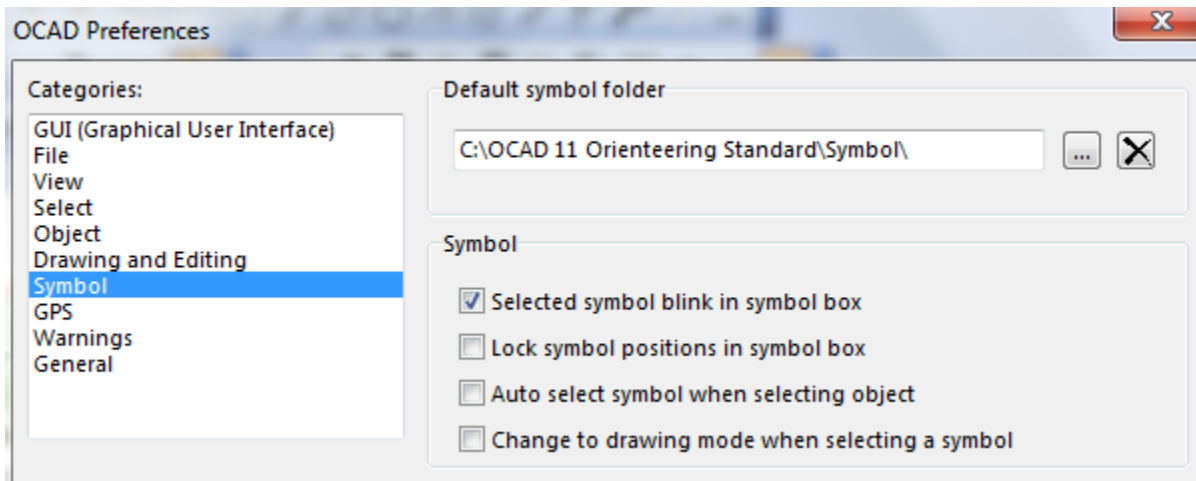 OCAD Preferences
Categories:
GUI (Graphical User Interface)
File
View
Select
Object
Drawing and Editing
Symbol
GPS
Warnings
General
Default symbol folder
C:\OCAD 11 Orienteering Standard\Symbol\
...
Symbol
Selected symbol blink in symbol box
Lock symbol positions in symbol box
Auto select symbol when selecting object
Change to drawing mode when selecting a symbol